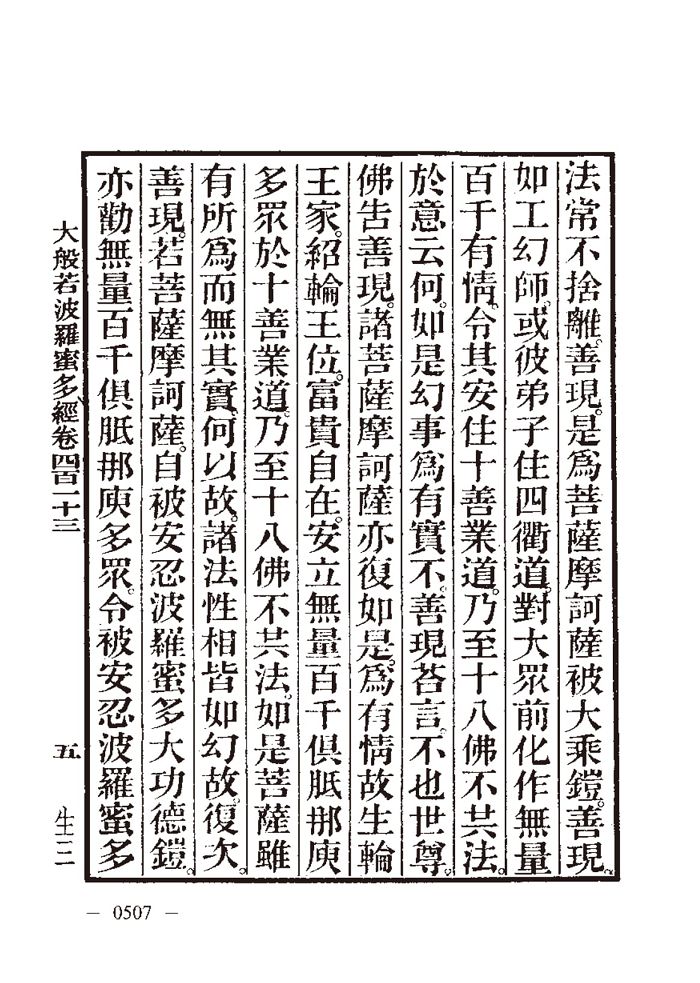 法常不捨離。善現。是為菩薩摩訶薩被大乘鎧。善現。
如工幻師。或彼弟子住四衢道。對大眾前化作無量
百千有情。令其安住十善業道。乃至十八佛不共法。
於意云何。如是幻事為有實不。善現荅言。不也世尊。
佛告善現。諸菩薩摩訶薩亦復如是。為有情故生輪
王家。紹輪王位。富貴自在。安立無量百千俱胝𨙻庾
多眾於十善業道。乃至十八佛不共法。如是菩薩雖
有所為而無其實。何以故。諸法性相皆如幻故。復次
善現。若菩薩摩訶薩。自被安忍波羅蜜多大功德鎧。
亦勸無量百千俱胝𨙻庾多眾。令被安忍波羅蜜多
大般若波羅蜜多經卷四百一十三 五 生三
— 0507 —